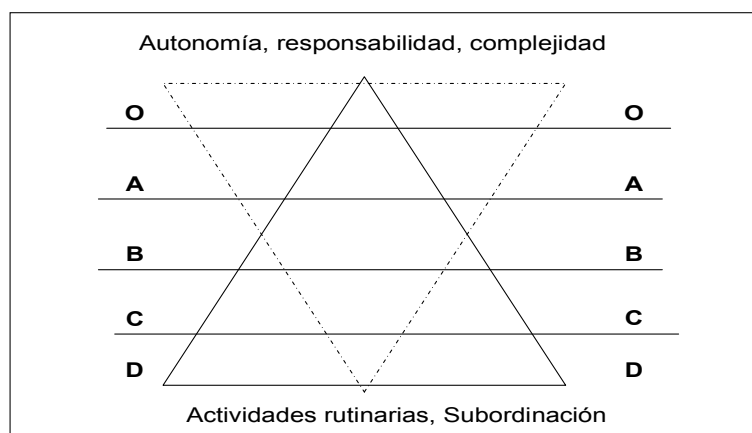 Autonomía, responsabilidad, complejidad
O O
A A
B B
C C
D D
Actividades rutinarias, Subordinación